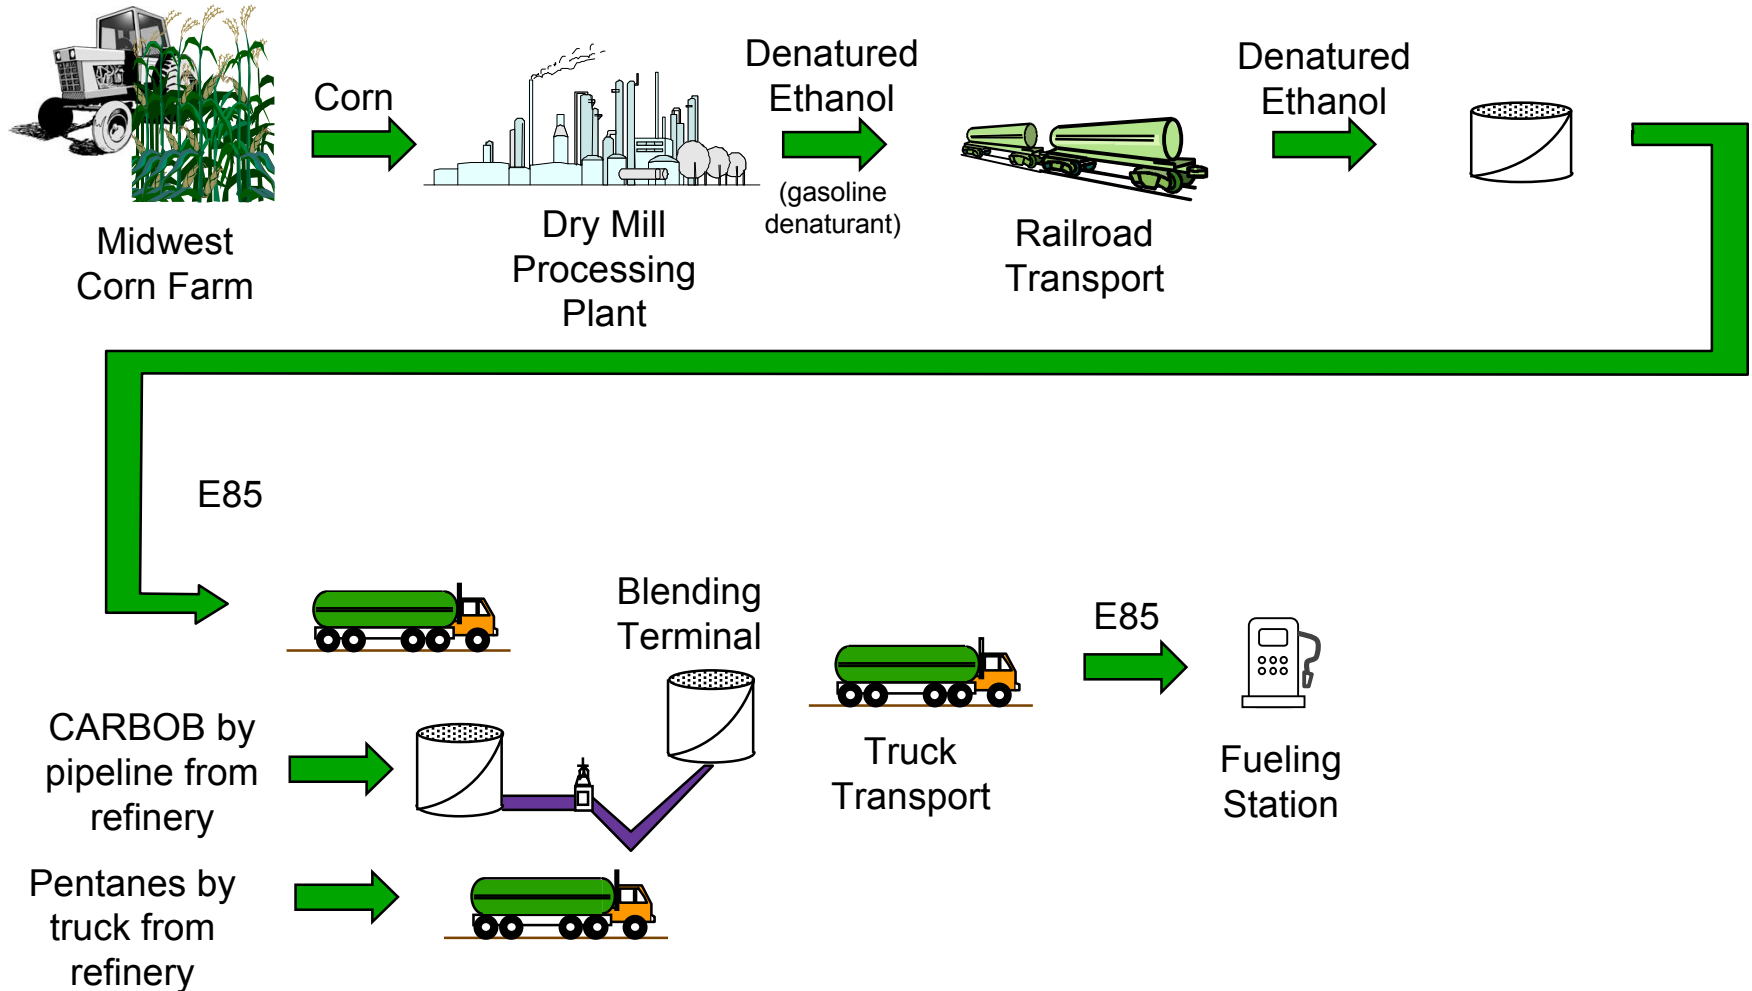 Corn
Denatured
Ethanol
(gasoline
denaturant)
Denatured
Ethanol
Midwest
Corn Farm
Dry Mill
Processing
Plant
Railroad
Transport
E85
Blending
Terminal
E85
CARBOB by
pipeline from
refinery
Truck
Transport
Fueling
Station
Pentanes by
truck from
refinery